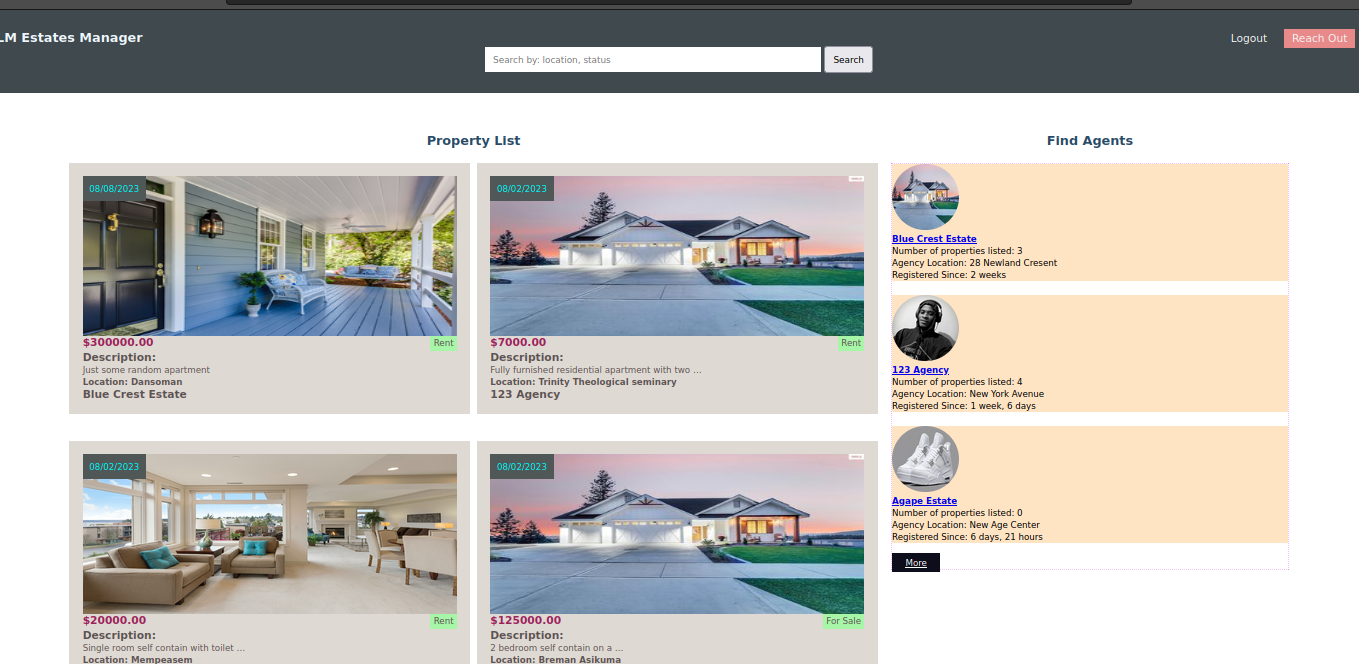 LM Estates Manager
Logout
Reach Out
Search by: location, status
Search
Property List
08/08/2023
$300000.00
Rent
Description:
Just some random apartment
Location: Dansoman
Blue Crest Estate
08/02/2023
$7000.00
Rent
Description:
Fully furnished residential apartment with two ...
Location: Trinity Theological seminary
123 Agency
08/02/2023
$20000.00
Rent
Description:
Single room self contain with toilet ...
Location: Mempeasem
08/02/2023
$125000.00
For Sale
Description:
2 bedroom self contain on a ...
Location: Breman Asikuma
Find Agents
Blue Crest Estate
Number of properties listed: 3
Agency Location: 28 Newland Cresent
Registered Since: 2 weeks
123 Agency
Number of properties listed: 4
Agency Location: New York Avenue
Registered Since: 1 week, 6 days
Agape Estate
Number of properties listed: 0
Agency Location: New Age Center
Registered Since: 6 days, 21 hours
More